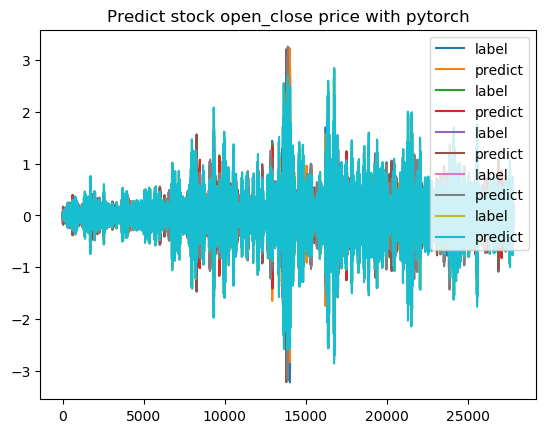 Predict stock open_close price with pytorch
label
predict
label
predict
label
predict
label
predict
label
predict
3
2
1
0
−1
−2
−3
0
5000
10000
15000
20000
25000